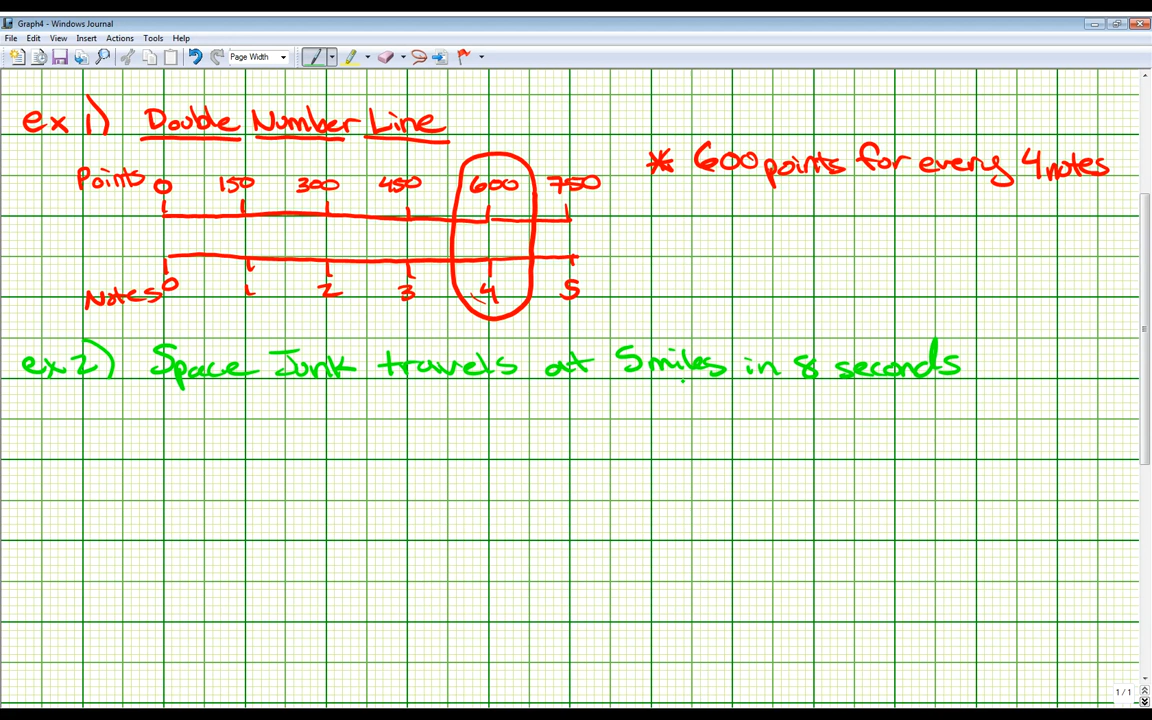 Graph4 - Windows Journal
File Edit View Insert Actions Tools Help
Page Width
ex 1) Double Number Line
* 600 points for every 4 notes
Points 0 150 300 450 600 750
Notes 0 1 2 3 4 5
ex 2) Space Junk travels at 5 miles in 8 seconds
1 / 1